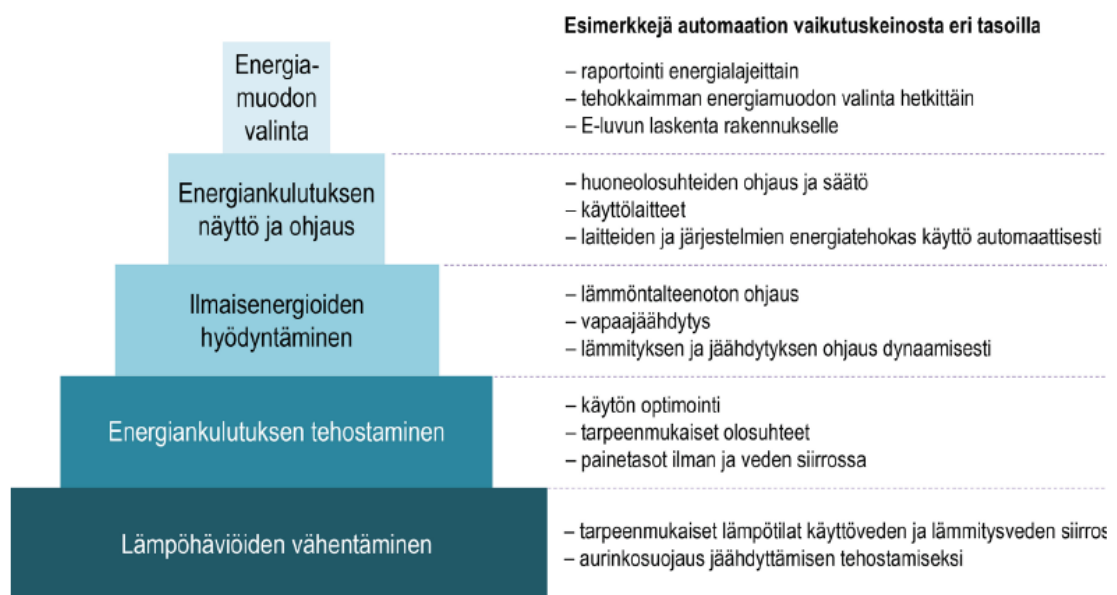 Esimerkkejä automaation vaikutuskeinosta eri tasoilla
Energia-
muodon
valinta
– raportointi energialajeittain
– tehokkaimman energiamuodon valinta hetkittäin
– E-luvun laskenta rakennukselle
Energiankulutuksen
näyttö ja ohjaus
– huoneolosuhteiden ohjaus ja säätö
– käyttölaitteet
– laitteiden ja järjestelmien energiatehokas käyttö automaattisesti
Ilmaisenergioiden
hyödyntäminen
– lämmöntalteenoton ohjaus
– vapaajäähdytys
– lämmityksen ja jäähdytyksen ohjaus dynaamisesti
Energiankulutuksen tehostaminen
– käytön optimointi
– tarpeenmukaiset olosuhteet
– painetasot ilman ja veden siirrossa
Lämpöhäviöiden vähentäminen
– tarpeenmukaiset lämpötilat käyttöveden ja lämmitysveden siirros
– aurinkosuojaus jäähdyttämisen tehostamiseksi